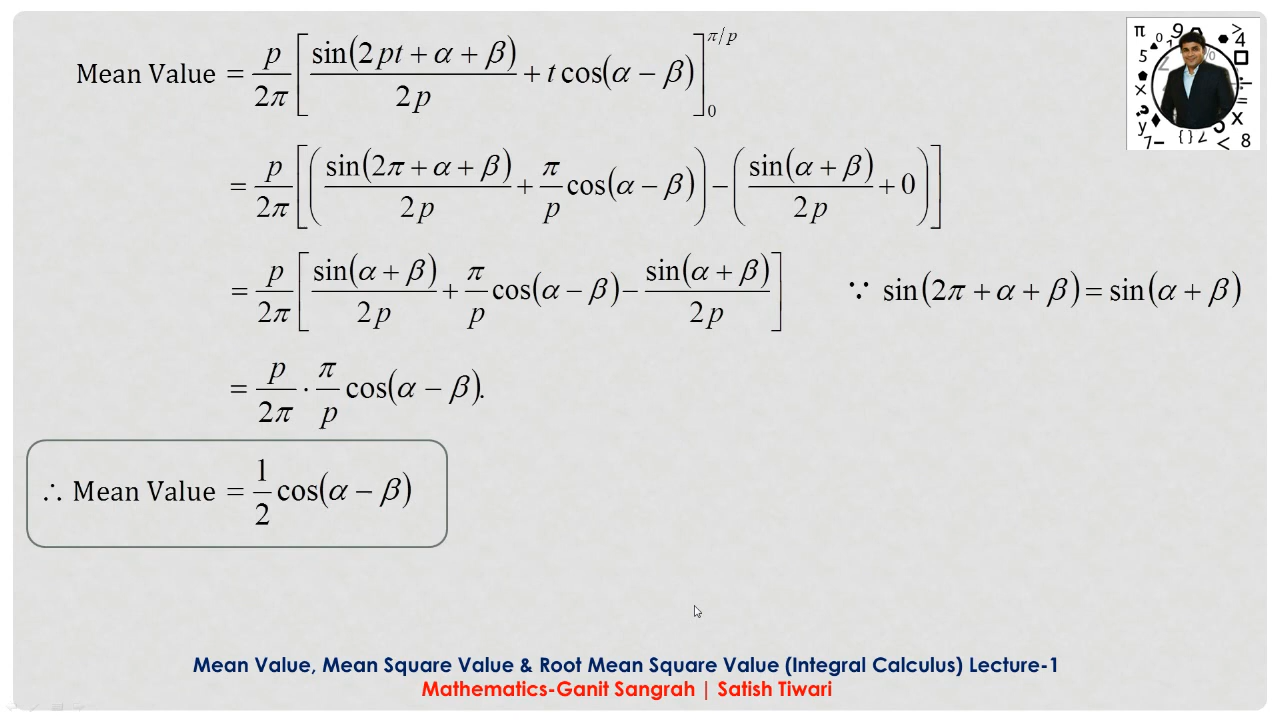 Mean Value = p/2π [ sin(2pt + α + β)/2p + t cos(α − β) ]₀^π/p
= p/2π [ ( sin(2π + α + β)/2p + π/p cos(α − β) ) − ( sin(α + β)/2p + 0 ) ]
= p/2π [ sin(α + β)/2p + π/p cos(α − β) − sin(α + β)/2p ] ∵ sin(2π + α + β) = sin(α + β)
= p/2π · π/p cos(α − β).
∴ Mean Value = 1/2 cos(α − β)
Mean Value, Mean Square Value & Root Mean Square Value (Integral Calculus) Lecture-1
Mathematics-Ganit Sangrah | Satish Tiwari